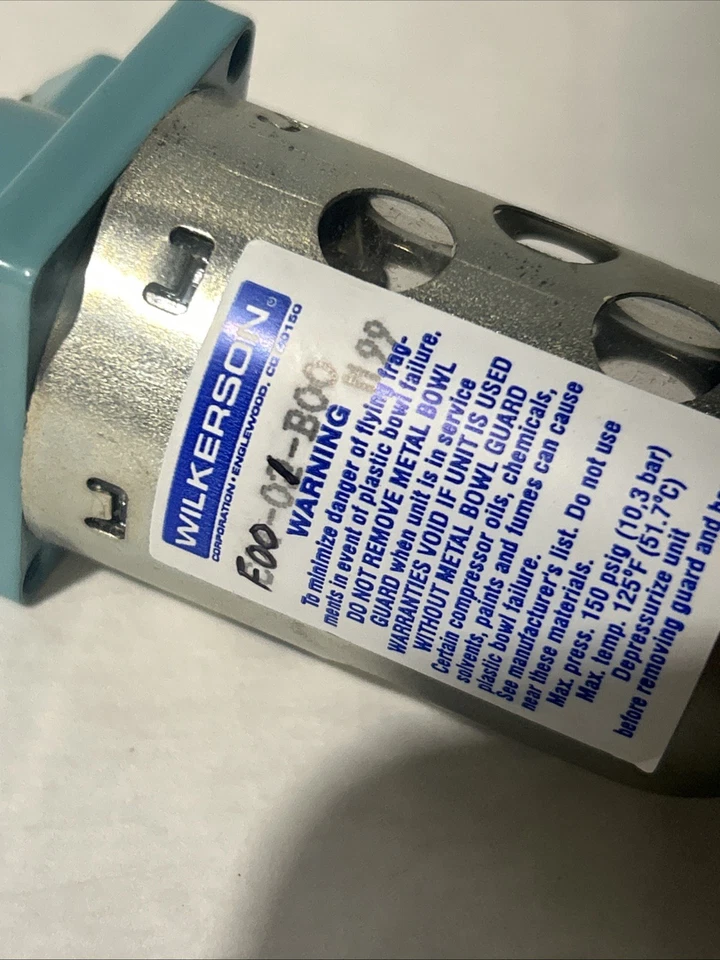 WILKERSON®
CORPORATION • ENGLEWOOD, CO 80150
E00-01-B00 H 99
WARNING
To minimize danger of flying frag-
ments in event of plastic bowl failure,
DO NOT REMOVE METAL BOWL
GUARD when unit is in service
WARRANTIES VOID IF UNIT IS USED
WITHOUT METAL BOWL GUARD
Certain compressor oils, chemicals,
solvents, paints and fumes can cause
plastic bowl failure.
See manufacturer's list. Do not use
near these materials.
Max. press. 150 psig (10.3 bar)
Max. temp. 125°F (51.7°C)
Depressurize unit
before removing guard and